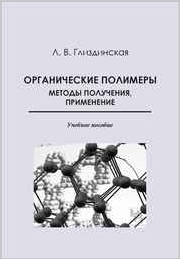 Л. В. Глиздинская
ОРГАНИЧЕСКИЕ ПОЛИМЕРЫ
МЕТОДЫ ПОЛУЧЕНИЯ,
ПРИМЕНЕНИЕ
Учебное пособие